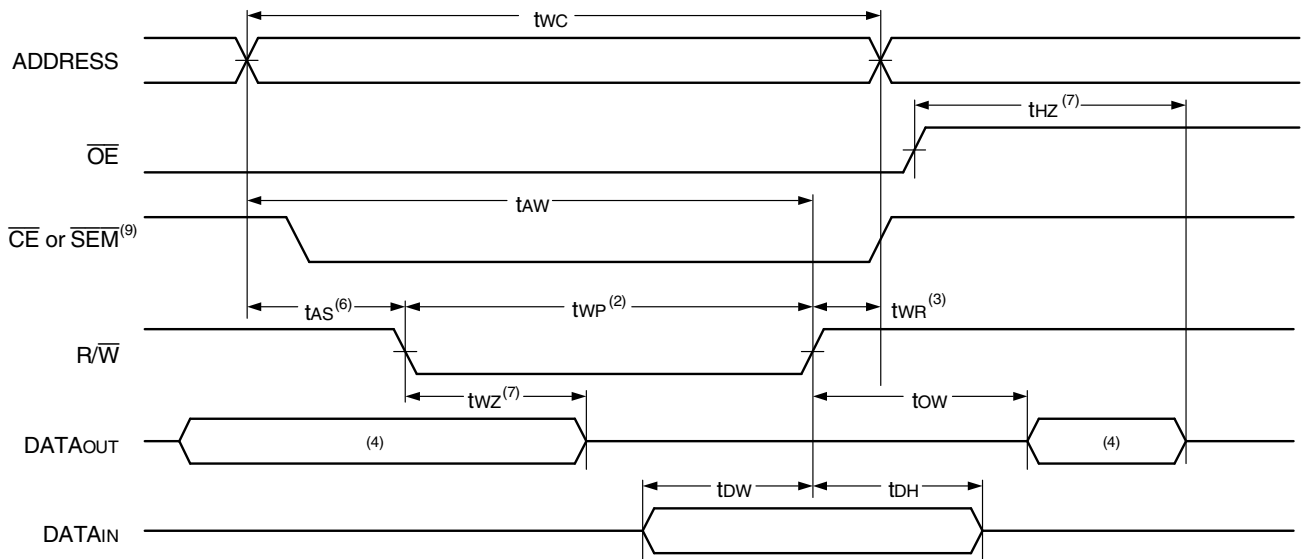 tWC
ADDRESS
tHZ(7)
OE
tAW
CE or SEM(9)
tAS(6)
tWP(2)
tWR(3)
R/W
tWZ(7)
tOW
DATAOUT
(4)
(4)
tDW
tDH
DATAIN